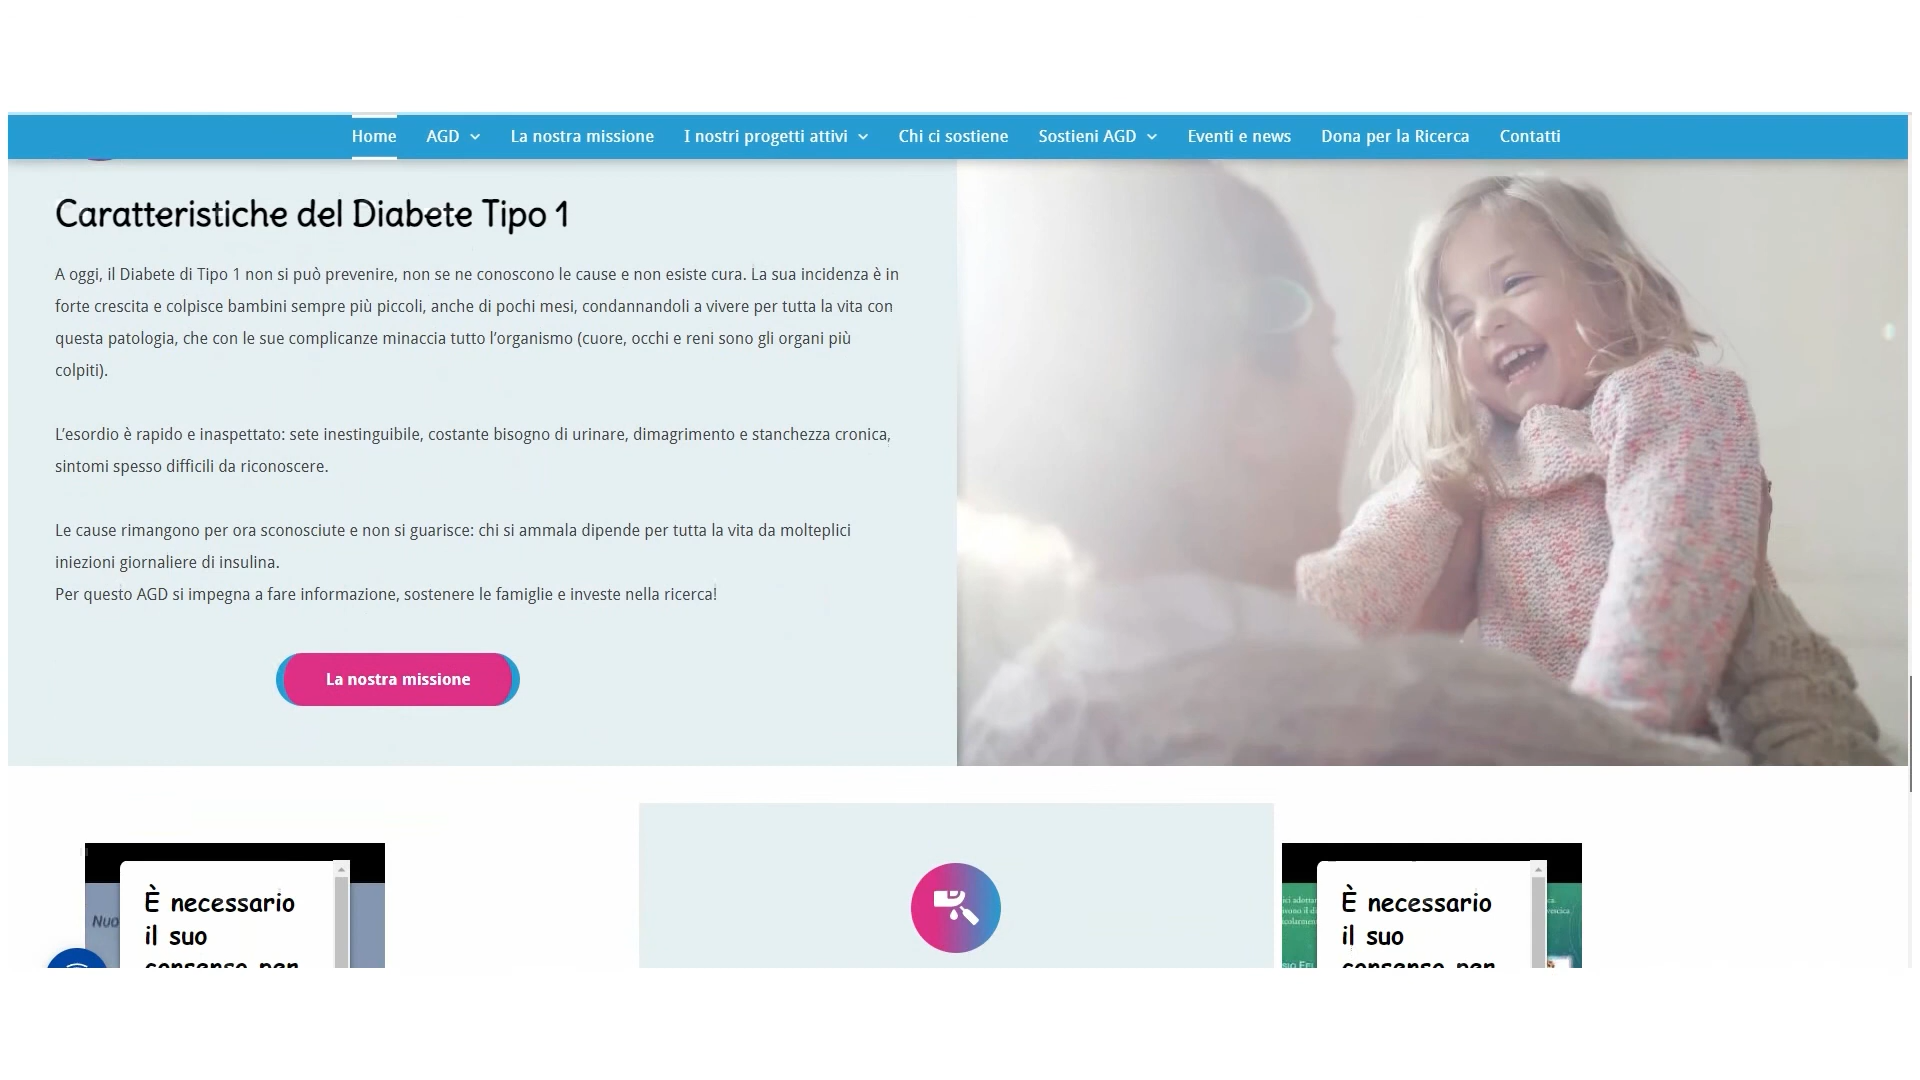 Home AGD La nostra missione I nostri progetti attivi Chi ci sostiene Sostieni AGD Eventi e news Dona per la Ricerca Contatti
Caratteristiche del Diabete Tipo 1
A oggi, il Diabete di Tipo 1 non si può prevenire, non se ne conoscono le cause e non esiste cura. La sua incidenza è in
forte crescita e colpisce bambini sempre più piccoli, anche di pochi mesi, condannandoli a vivere per tutta la vita con
questa patologia, che con le sue complicanze minaccia tutto l’organismo (cuore, occhi e reni sono gli organi più
colpiti).
L’esordio è rapido e inaspettato: sete inestinguibile, costante bisogno di urinare, dimagrimento e stanchezza cronica,
sintomi spesso difficili da riconoscere.
Le cause rimangono per ora sconosciute e non si guarisce: chi si ammala dipende per tutta la vita da molteplici
iniezioni giornaliere di insulina.
Per questo AGD si impegna a fare informazione, sostenere le famiglie e investe nella ricerca!
La nostra missione
È necessario
il suo
consenso per
È necessario
il suo
consenso per